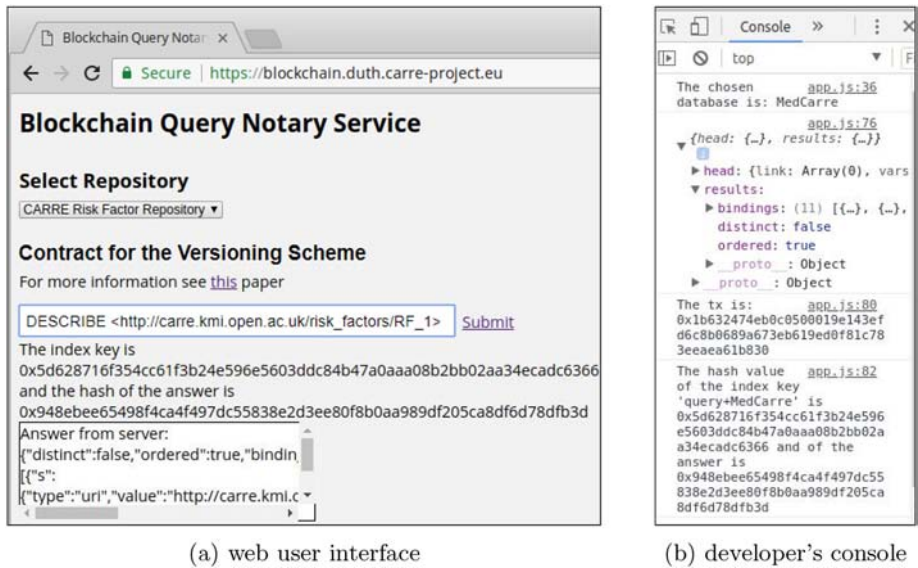 Blockchain Query Notar
Secure https://blockchain.duth.carre-project.eu
Blockchain Query Notary Service
Select Repository
CARRE Risk Factor Repository
Contract for the Versioning Scheme
For more information see this paper
DESCRIBE <http://carre.kmi.open.ac.uk/risk_factors/RF_1> Submit
The index key is
0x5d628716f354cc61f3b24e596e5603ddc84b47a0aaa08b2bb02aa34ecadc6366
and the hash of the answer is
0x948ebee65498f4ca4f497dc55838e2d3ee80f8b0aa989df205ca8df6d78dfb3d
Answer from server:
{"distinct":false,"ordered":true,"bindin
[{"s":
{"type":"uri","value":"http://carre.kmi.o
(a) web user interface
Console »
top
The chosen app.js:36
database is: MedCarre
app.js:76
{head: {…}, results: {…}}
head: {link: Array(0), vars
results:
bindings: (11) [{…}, {…},
distinct: false
ordered: true
__proto__: Object
__proto__: Object
The tx is: app.js:80
0x1b632474eb0c0500019e143ef
d6c8b0689a673eb619ed0f81c78
3eeaea61b830
The hash value app.js:82
of the index key
'query+MedCarre' is
0x5d628716f354cc61f3b24e596
e5603ddc84b47a0aaa08b2bb02a
a34ecadc6366 and of the
answer is
0x948ebee65498f4ca4f497dc55
838e2d3ee80f8b0aa989df205ca
8df6d78dfb3d
(b) developer's console